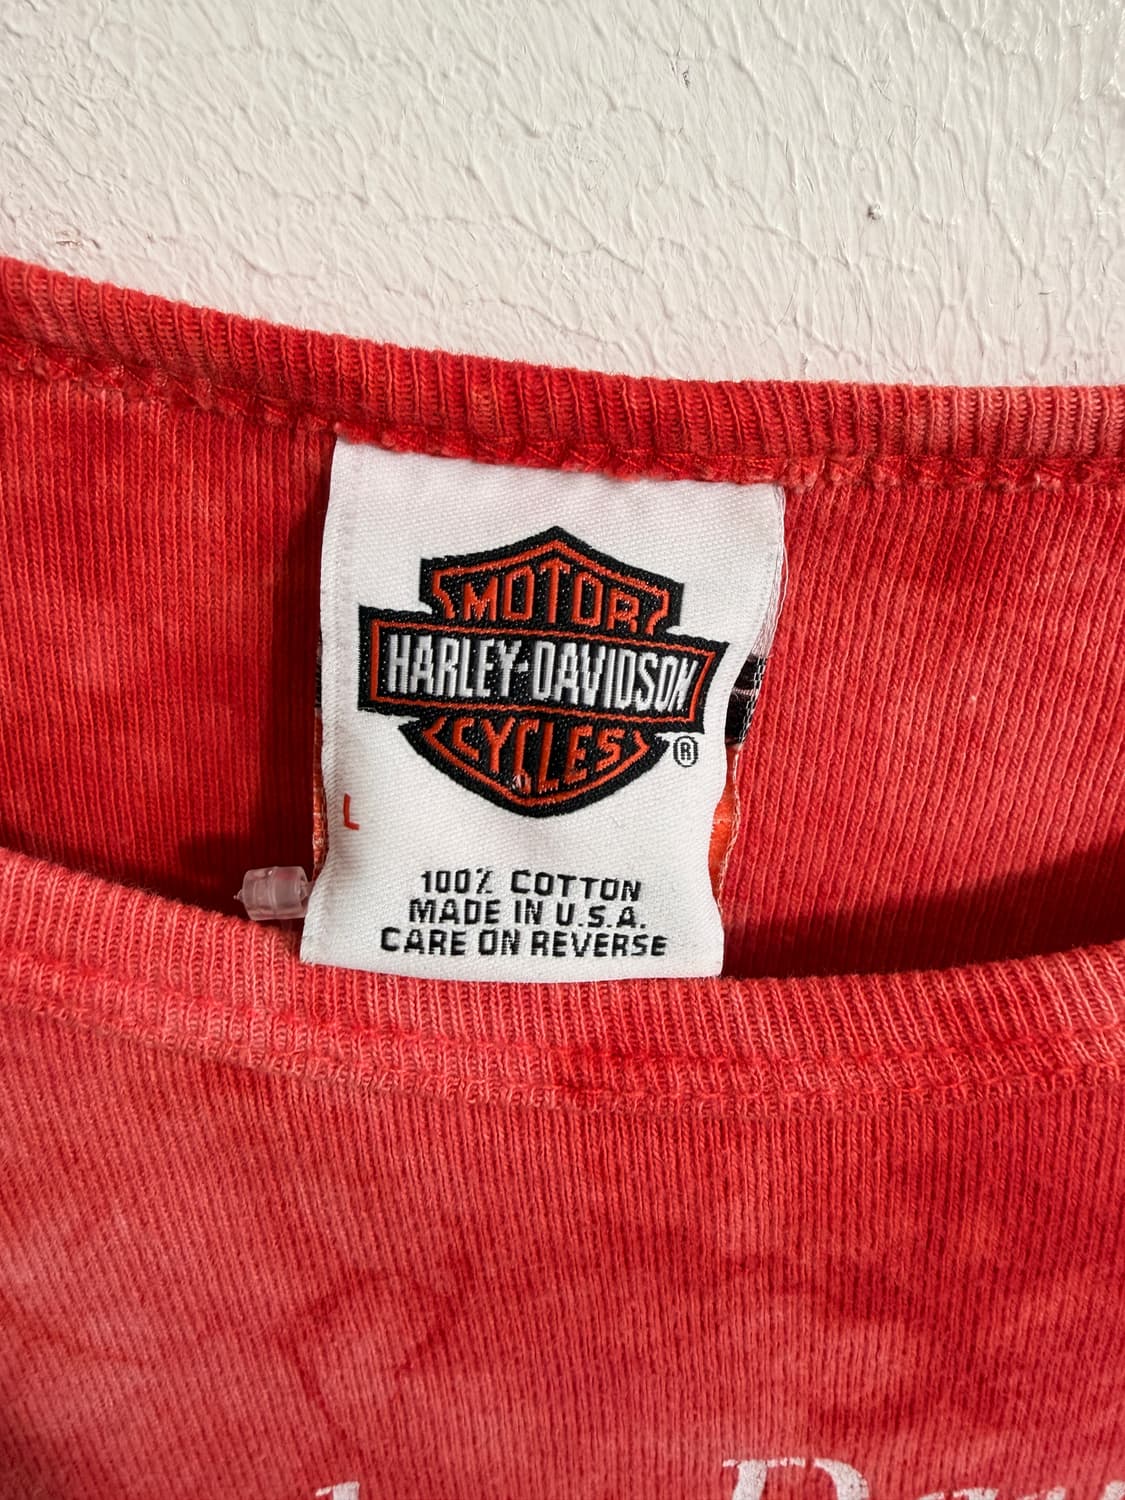 MOTOR
HARLEY-DAVIDSON
CYCLES
®
L
100% COTTON
MADE IN U.S.A.
CARE ON REVERSE